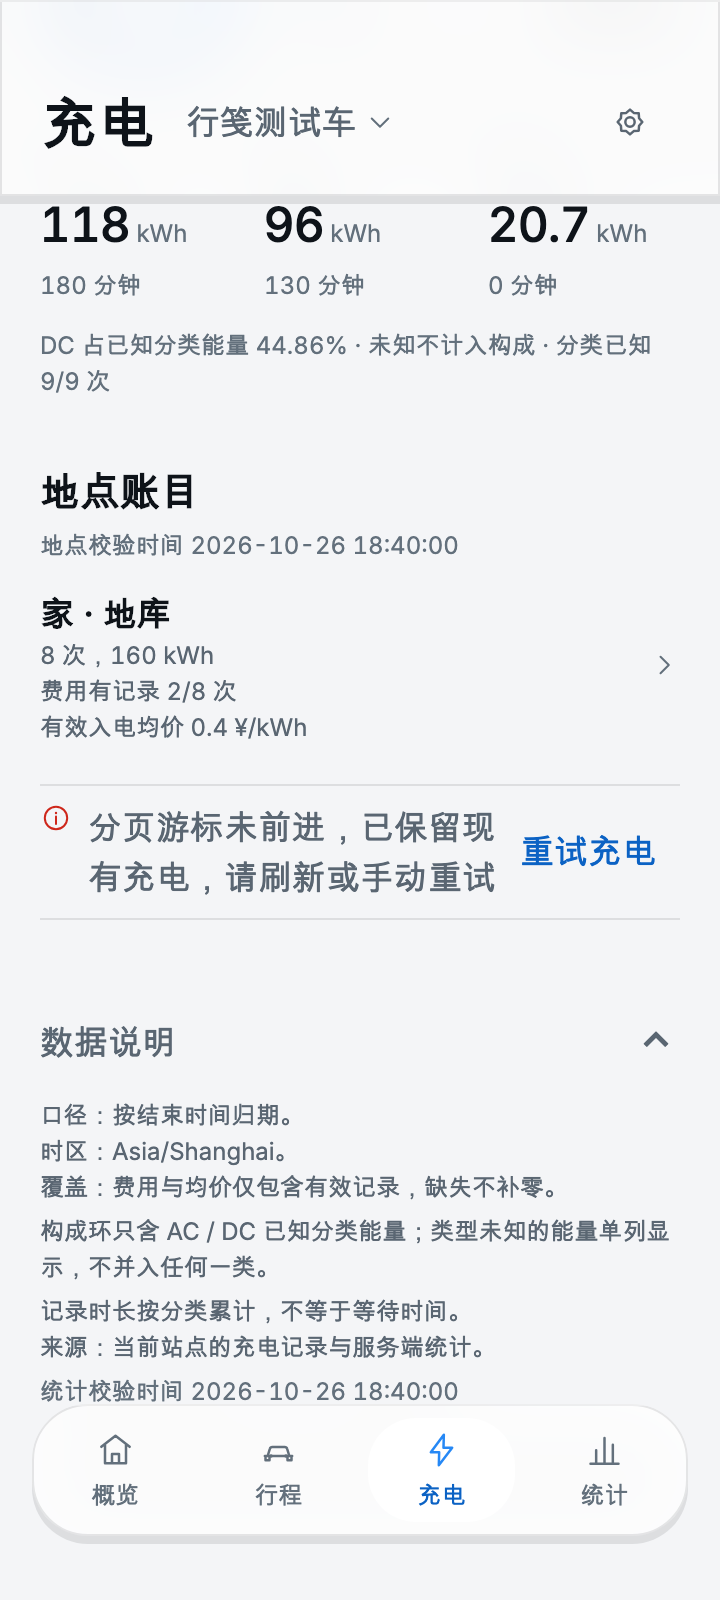 充电 行笺测试车
118 kWh 96 kWh 20.7 kWh
180 分钟 130 分钟 0 分钟
DC 占已知分类能量 44.86% · 未知不计入构成 · 分类已知
9/9 次
地点账目
地点校验时间 2026-10-26 18:40:00
家 · 地库
8 次，160 kWh
费用有记录 2/8 次
有效入电均价 0.4 ¥/kWh
分页游标未前进，已保留现
有充电，请刷新或手动重试
重试充电
数据说明
口径：按结束时间归期。
时区：Asia/Shanghai。
覆盖：费用与均价仅包含有效记录，缺失不补零。
构成环只含 AC / DC 已知分类能量；类型未知的能量单列显
示，不并入任何一类。
记录时长按分类累计，不等于等待时间。
来源：当前站点的充电记录与服务端统计。
统计校验时间 2026-10-26 18:40:00
概览 行程 充电 统计